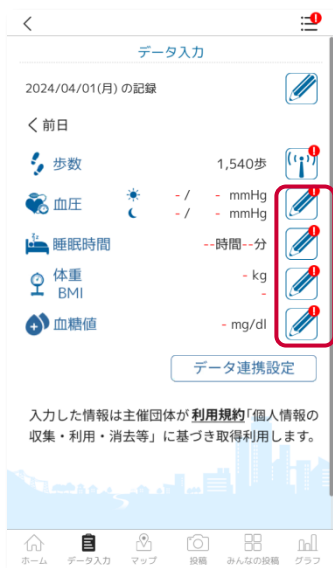 データ入力
2024/04/01(月) の記録
前日
歩数 1,540歩
血圧 - / - mmHg
- / - mmHg
睡眠時間 --時間--分
体重 - kg
BMI -
血糖値 - mg/dl
データ連携設定
入力した情報は主催団体が利用規約「個人
情報の収集・利用・消去等」に基づき取得利用します。
ホーム データ入力 マップ 投稿 みんなの投稿 グラフ